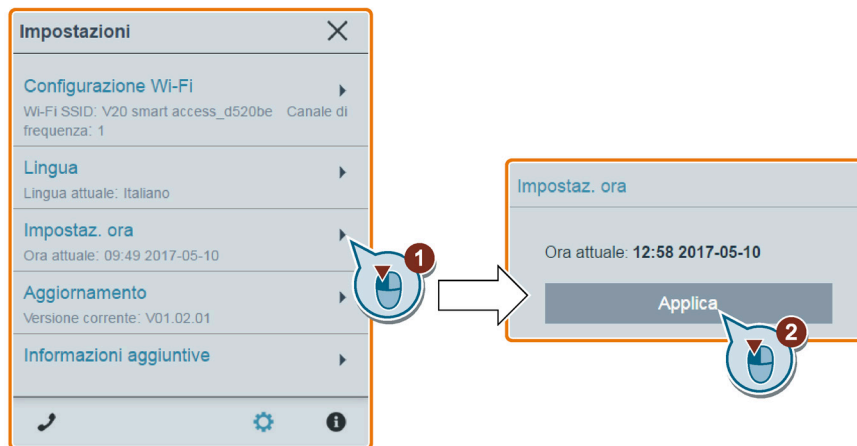 Impostazioni
Configurazione Wi-Fi
Wi-Fi SSID: V20 smart access_d520be Canale di
frequenza: 1
Lingua
Lingua attuale: Italiano
Impostaz. ora
Ora attuale: 09:49 2017-05-10
1
Aggiornamento
Versione corrente: V01.02.01
Informazioni aggiuntive
Impostaz. ora
Ora attuale: 12:58 2017-05-10
Applica
2